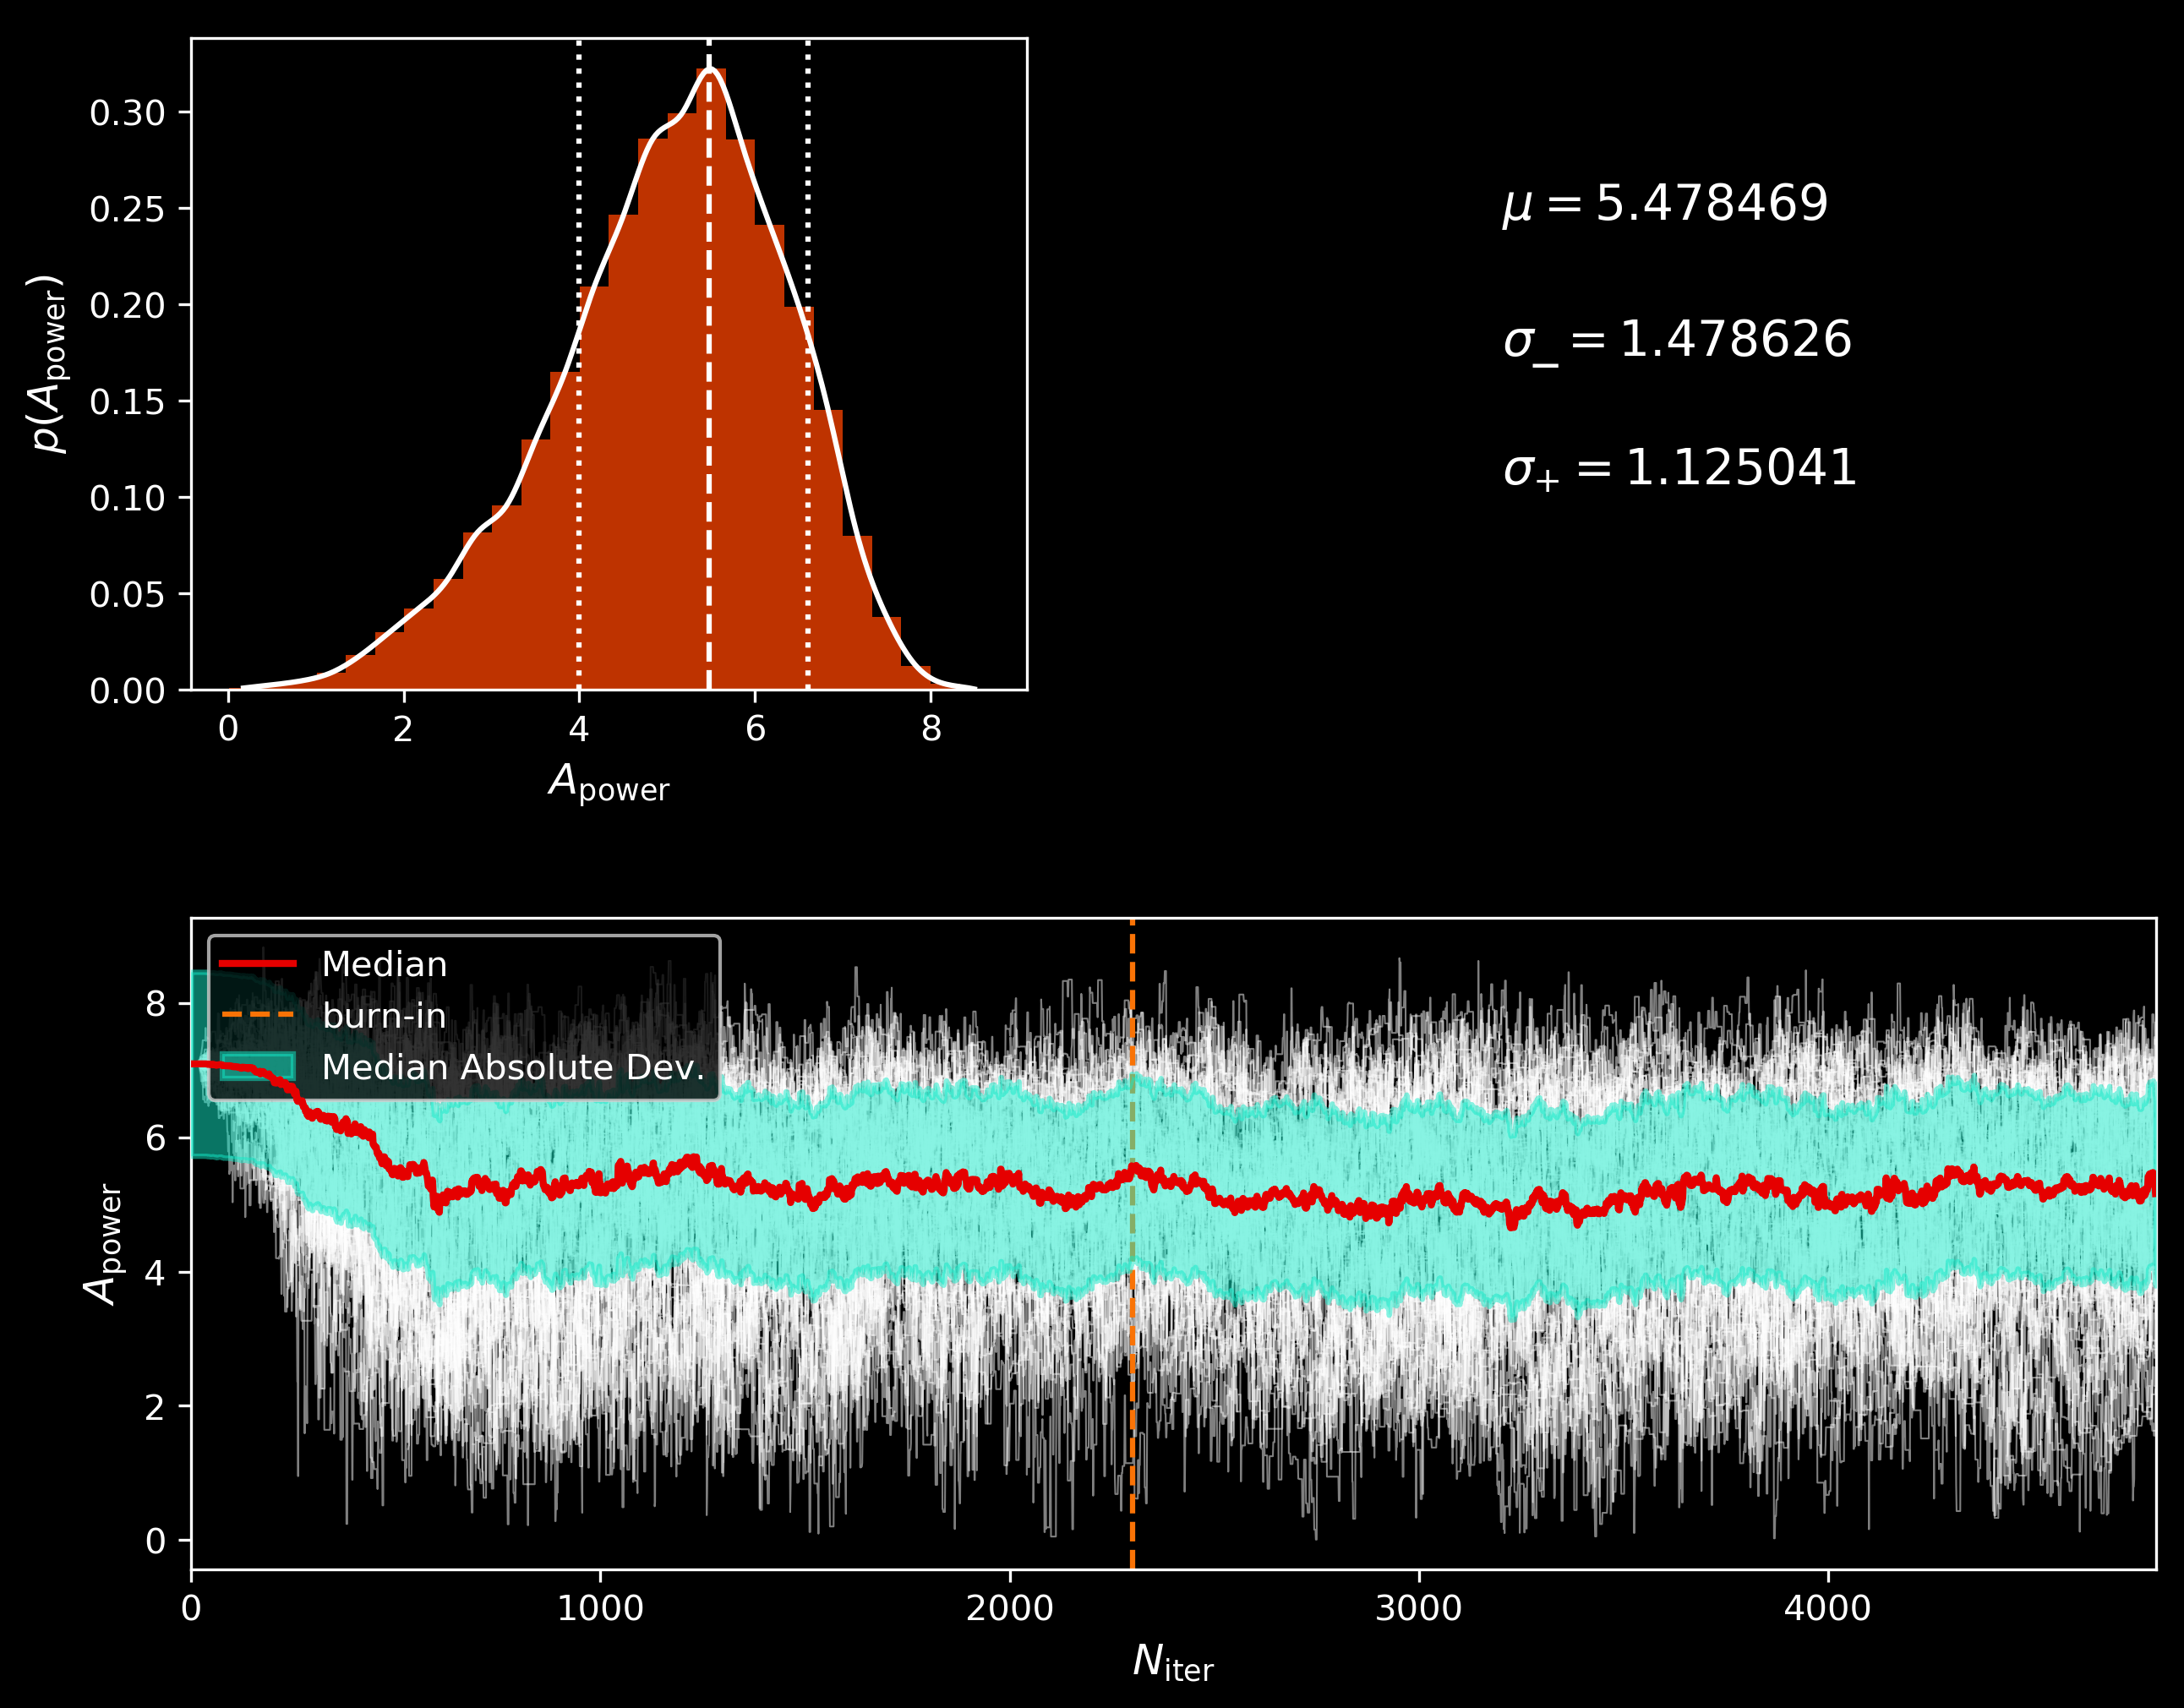 p(A_power)
0.30
0.25
0.20
0.15
0.10
0.05
0.00
0 2 4 6 8
A_power
μ = 5.478469
σ_− = 1.478626
σ_+ = 1.125041
Median
burn-in
Median Absolute Dev.
A_power
8
6
4
2
0
0 1000 2000 3000 4000
N_iter